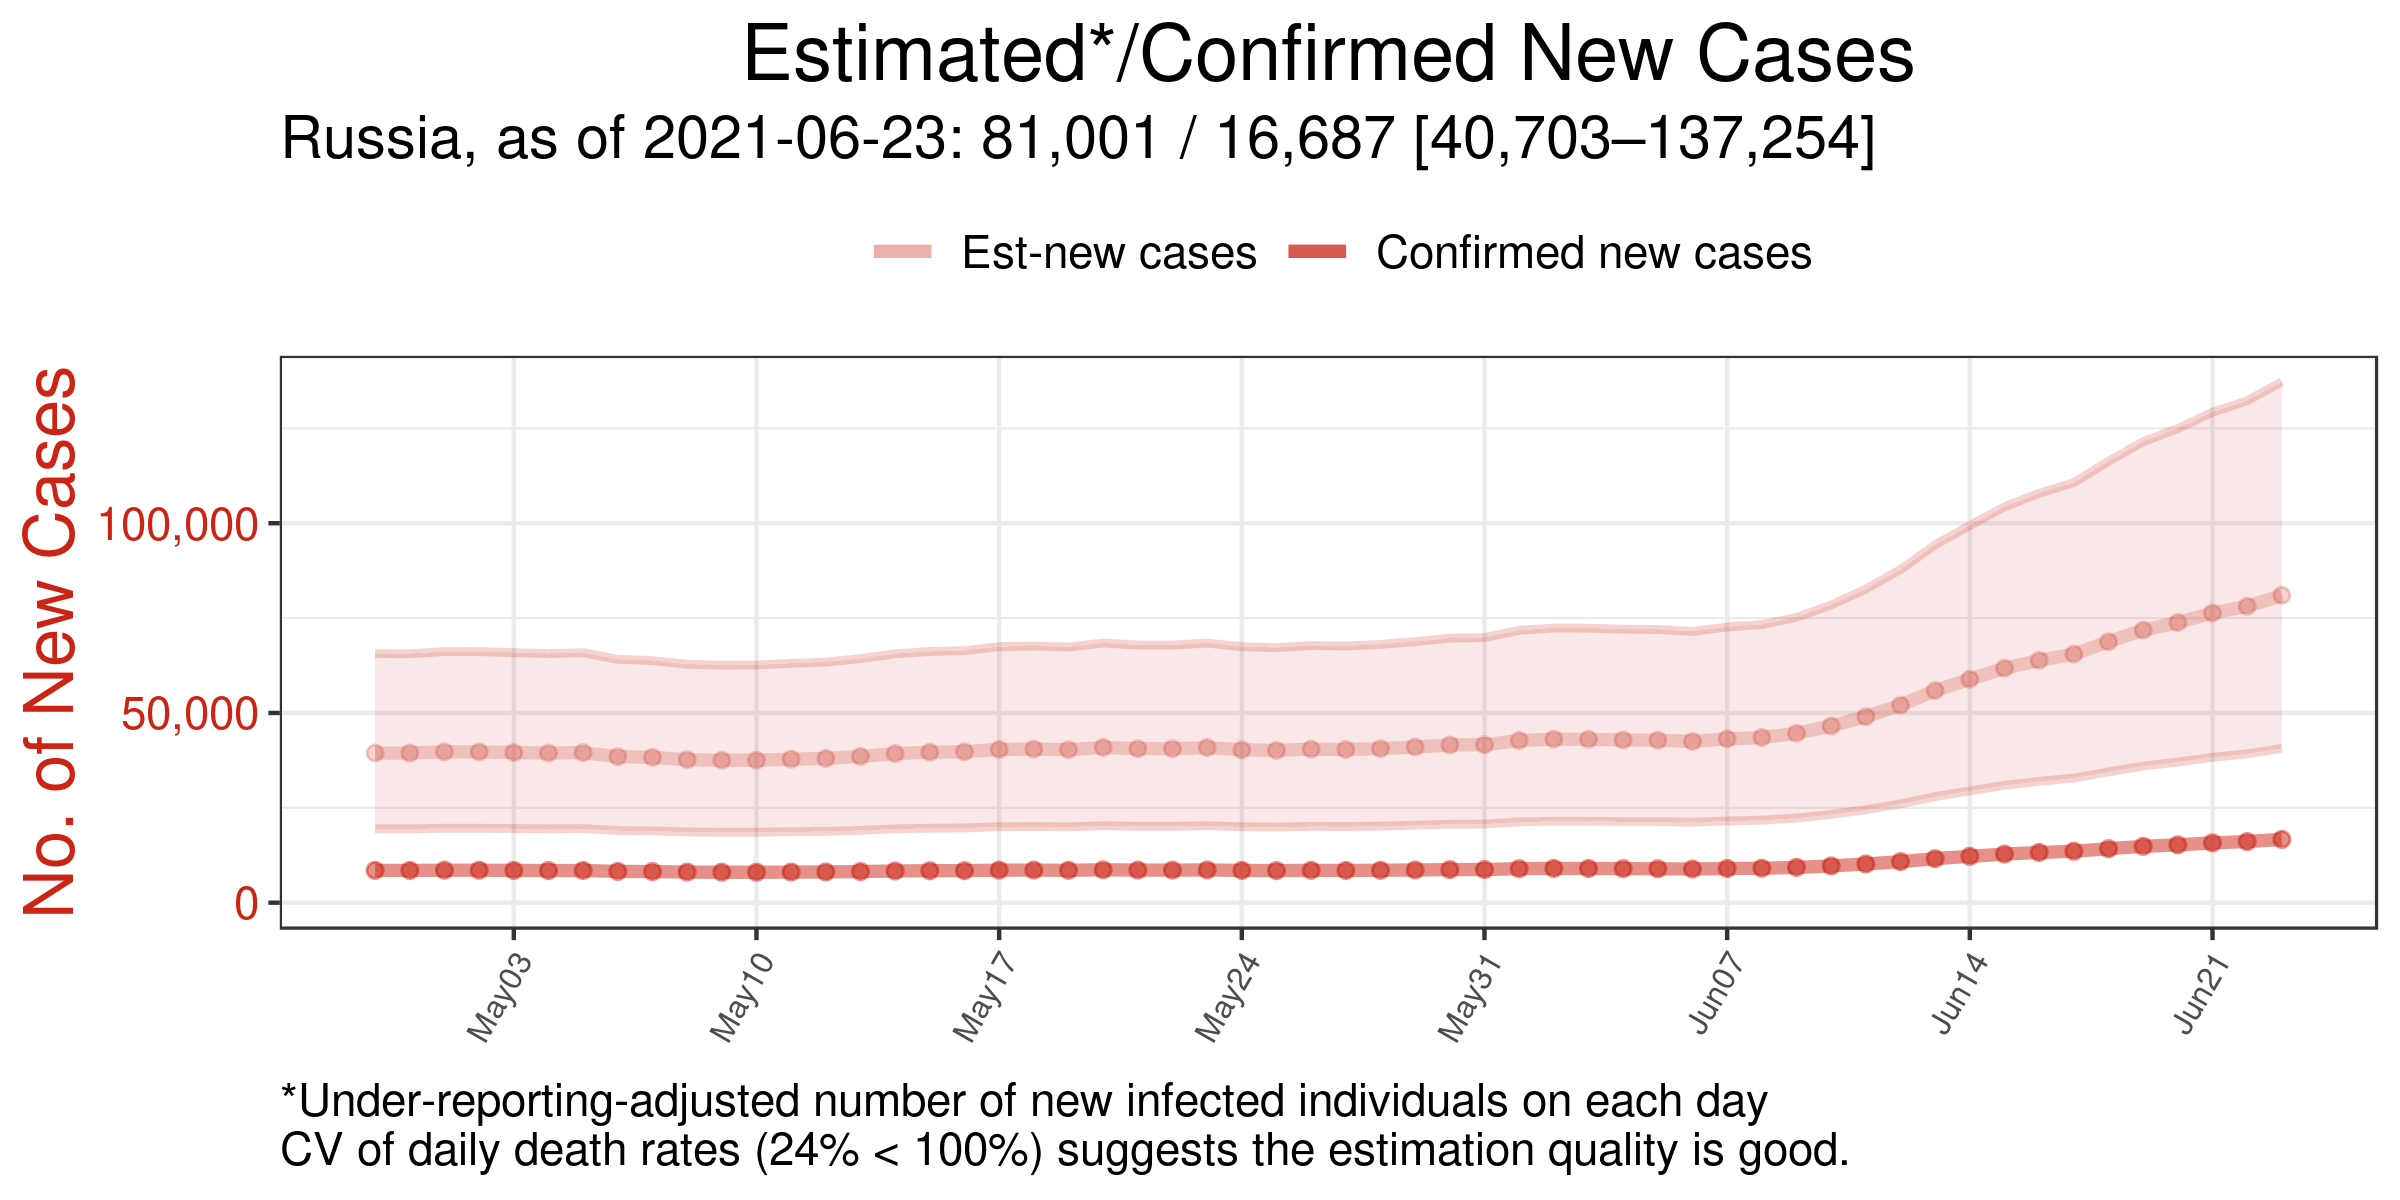 Estimated*/Confirmed New Cases
Russia, as of 2021-06-23: 81,001 / 16,687 [40,703–137,254]
Est-new cases
Confirmed new cases
No. of New Cases
100,000
50,000
0
May03
May10
May17
May24
May31
Jun07
Jun14
Jun21
*Under-reporting-adjusted number of new infected individuals on each day
CV of daily death rates (24% < 100%) suggests the estimation quality is good.